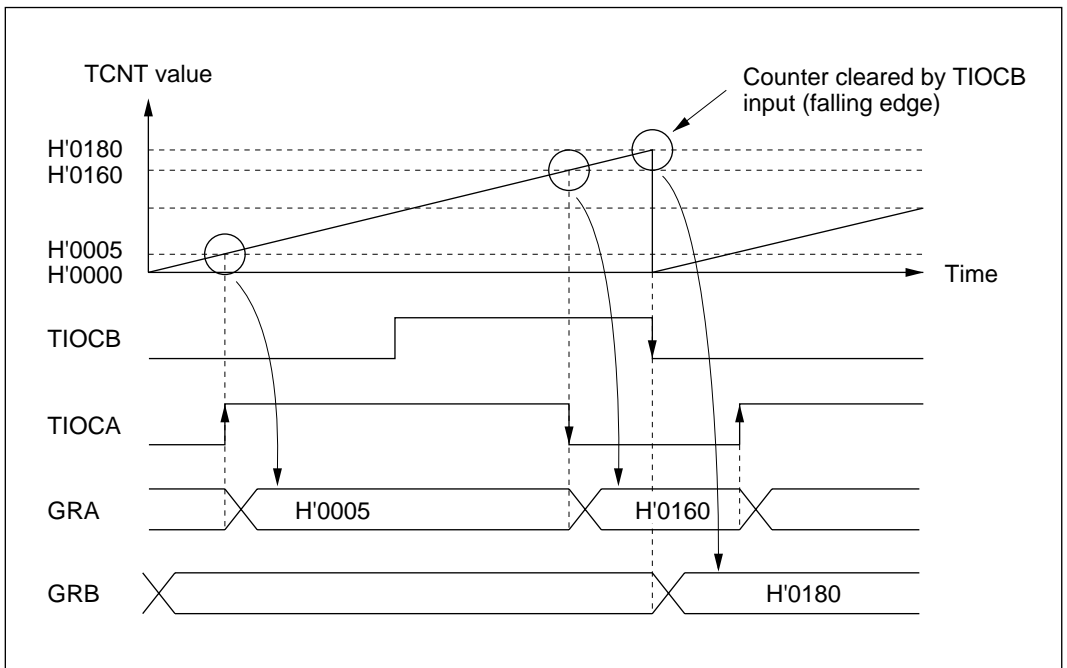 TCNT value
Counter cleared by TIOCB
input (falling edge)
H'0180
H'0160
H'0005
H'0000
Time
TIOCB
TIOCA
GRA
H'0005
H'0160
GRB
H'0180